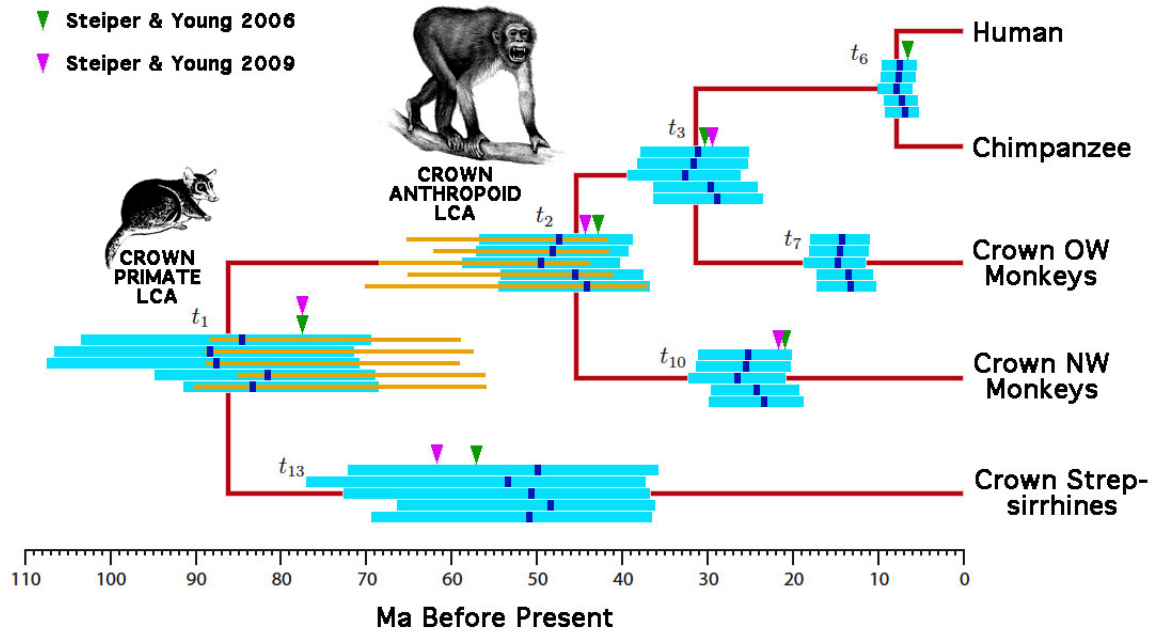 Steiper & Young 2006
Steiper & Young 2009
CROWN
PRIMATE
LCA
CROWN
ANTHROPOID
LCA
t1
t2
t3
t6
t7
t10
t13
Human
Chimpanzee
Crown OW
Monkeys
Crown NW
Monkeys
Crown Strep-
sirrhines
110 100 90 80 70 60 50 40 30 20 10 0
Ma Before Present